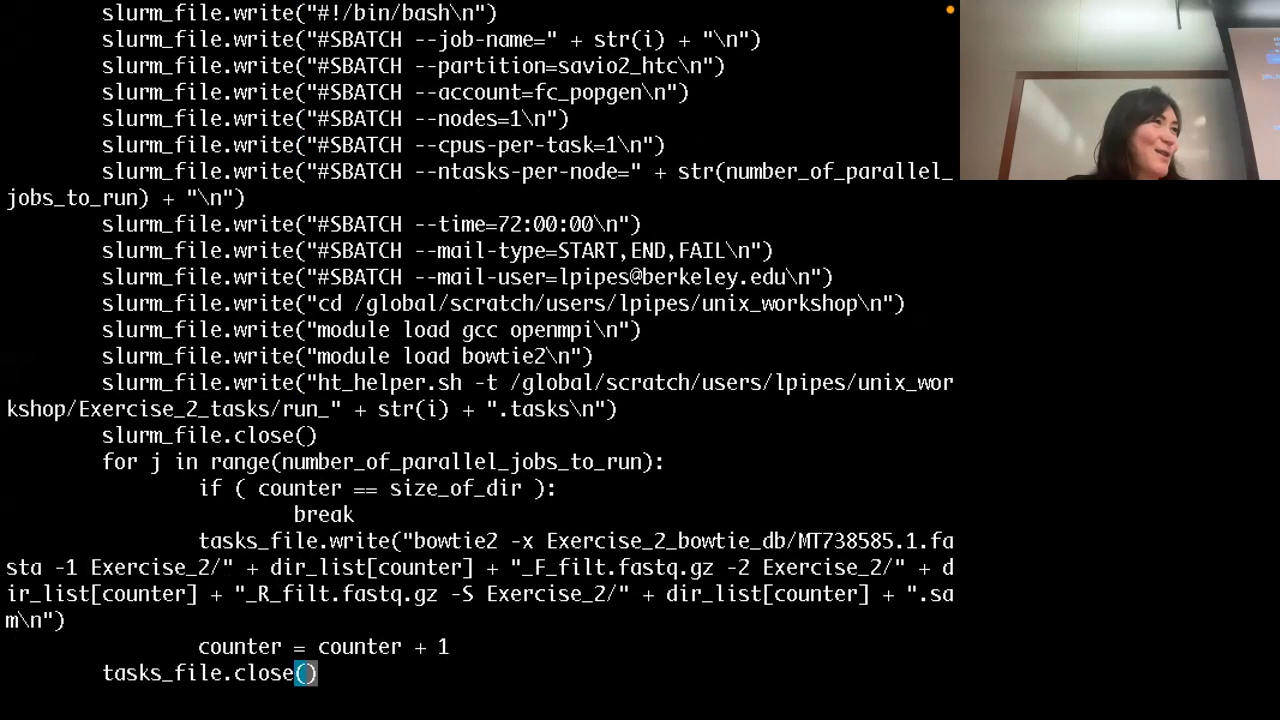 slurm_file.write("#!/bin/bash\n")
slurm_file.write("#SBATCH --job-name=" + str(i) + "\n")
slurm_file.write("#SBATCH --partition=savio2_htc\n")
slurm_file.write("#SBATCH --account=fc_popgen\n")
slurm_file.write("#SBATCH --nodes=1\n")
slurm_file.write("#SBATCH --cpus-per-task=1\n")
slurm_file.write("#SBATCH --ntasks-per-node=" + str(number_of_parallel_
jobs_to_run) + "\n")
slurm_file.write("#SBATCH --time=72:00:00\n")
slurm_file.write("#SBATCH --mail-type=START,END,FAIL\n")
slurm_file.write("#SBATCH --mail-user=lpipes@berkeley.edu\n")
slurm_file.write("cd /global/scratch/users/lpipes/unix_workshop\n")
slurm_file.write("module load gcc openmpi\n")
slurm_file.write("module load bowtie2\n")
slurm_file.write("ht_helper.sh -t /global/scratch/users/lpipes/unix_wor
kshop/Exercise_2_tasks/run_" + str(i) + ".tasks\n")
slurm_file.close()
for j in range(number_of_parallel_jobs_to_run):
if ( counter == size_of_dir ):
break
tasks_file.write("bowtie2 -x Exercise_2_bowtie_db/MT738585.1.fa
sta -1 Exercise_2/" + dir_list[counter] + "_F_filt.fastq.gz -2 Exercise_2/" + d
ir_list[counter] + "_R_filt.fastq.gz -S Exercise_2/" + dir_list[counter] + ".sa
m\n")
counter = counter + 1
tasks_file.close()